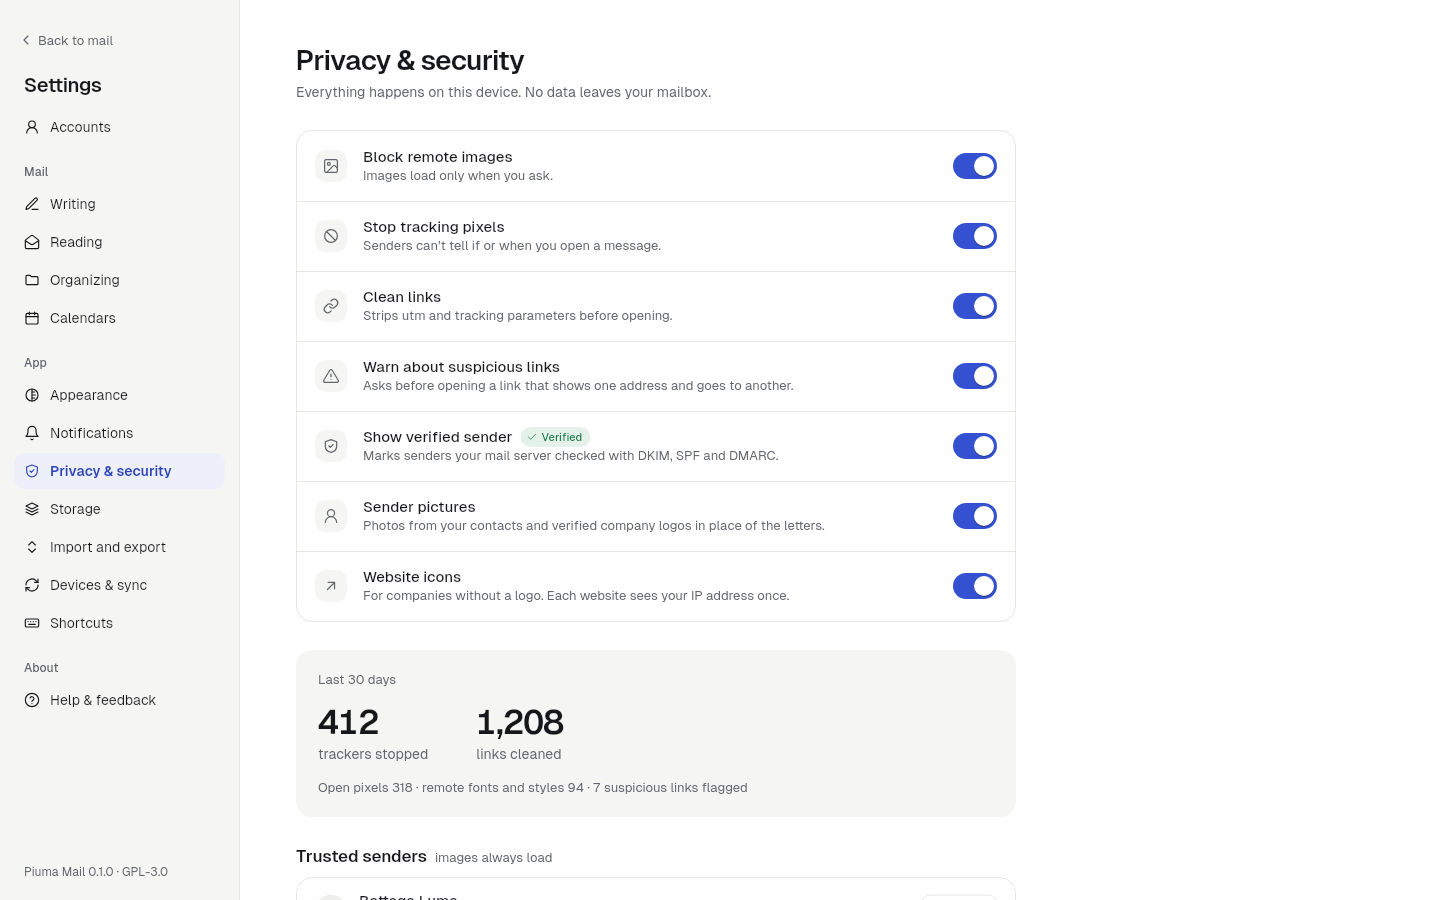 Back to mail
Settings
Accounts
Mail
Writing
Reading
Organizing
Calendars
App
Appearance
Notifications
Privacy & security
Storage
Import and export
Devices & sync
Shortcuts
About
Help & feedback
Piuma Mail 0.1.0 · GPL-3.0
Privacy & security
Everything happens on this device. No data leaves your mailbox.
Block remote images
Images load only when you ask.
Stop tracking pixels
Senders can't tell if or when you open a message.
Clean links
Strips utm and tracking parameters before opening.
Warn about suspicious links
Asks before opening a link that shows one address and goes to another.
Show verified sender Verified
Marks senders your mail server checked with DKIM, SPF and DMARC.
Sender pictures
Photos from your contacts and verified company logos in place of the letters.
Website icons
For companies without a logo. Each website sees your IP address once.
Last 30 days
412 1,208
trackers stopped links cleaned
Open pixels 318 · remote fonts and styles 94 · 7 suspicious links flagged
Trusted senders images always load